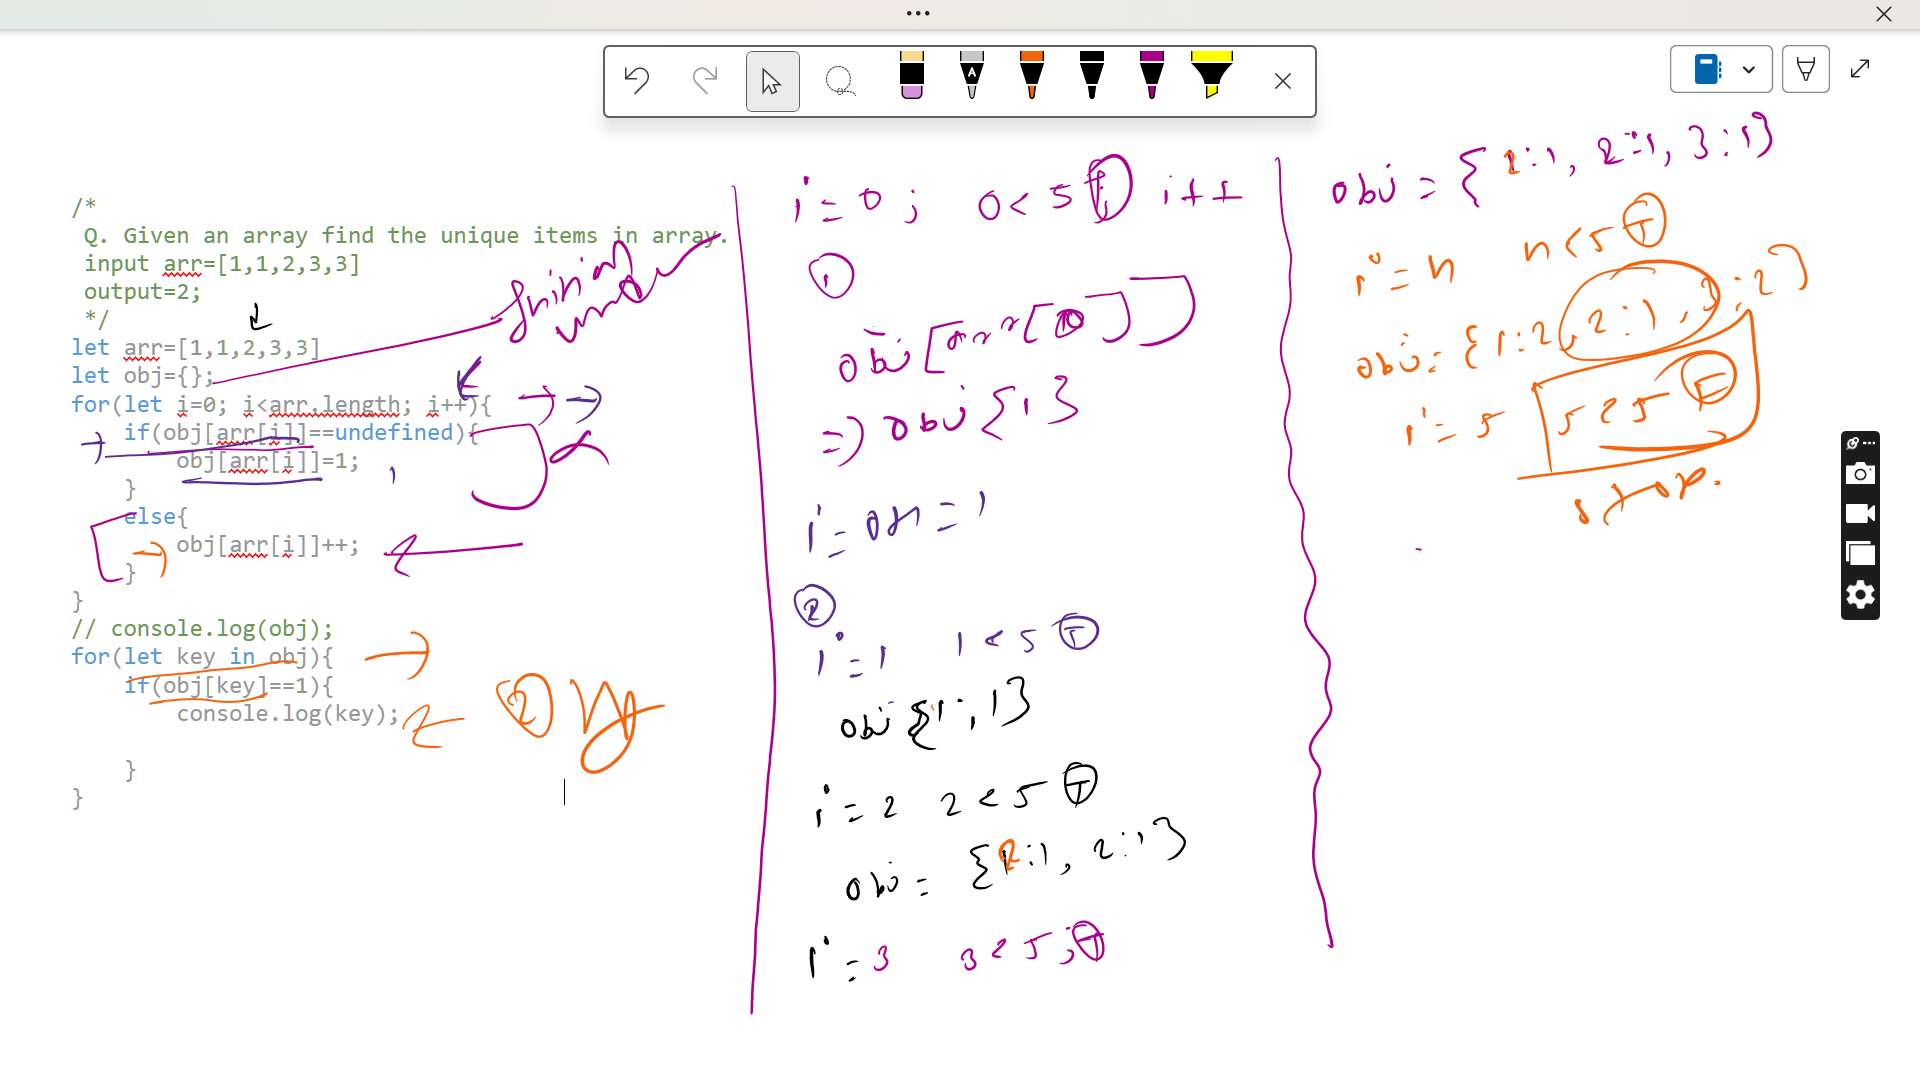 /*
Q. Given an array find the unique items in array.
input arr=[1,1,2,3,3]
output=2;
*/
let arr=[1,1,2,3,3]
let obj={};
for(let i=0; i<arr.length; i++){
if(obj[arr[i]]==undefined){
obj[arr[i]]=1;
}
else{
obj[arr[i]]++;
}
}
// console.log(obj);
for(let key in obj){
if(obj[key]==1){
console.log(key);
}
}
2
i=0; 0<5; i++
1
obj[arr[0]]
=> obj{1}
i=0+1=1
2
i=1 1<5 T
obj{1:,1}
i=2 2<5 T
obj= { :1, 2:1}
i=3 3<5; T
obj={ :1, 2:1, 3:1}
i=4 4<5 T
obj={1:2, 2:1, 3:2}
i=5 5<5 F
stop.